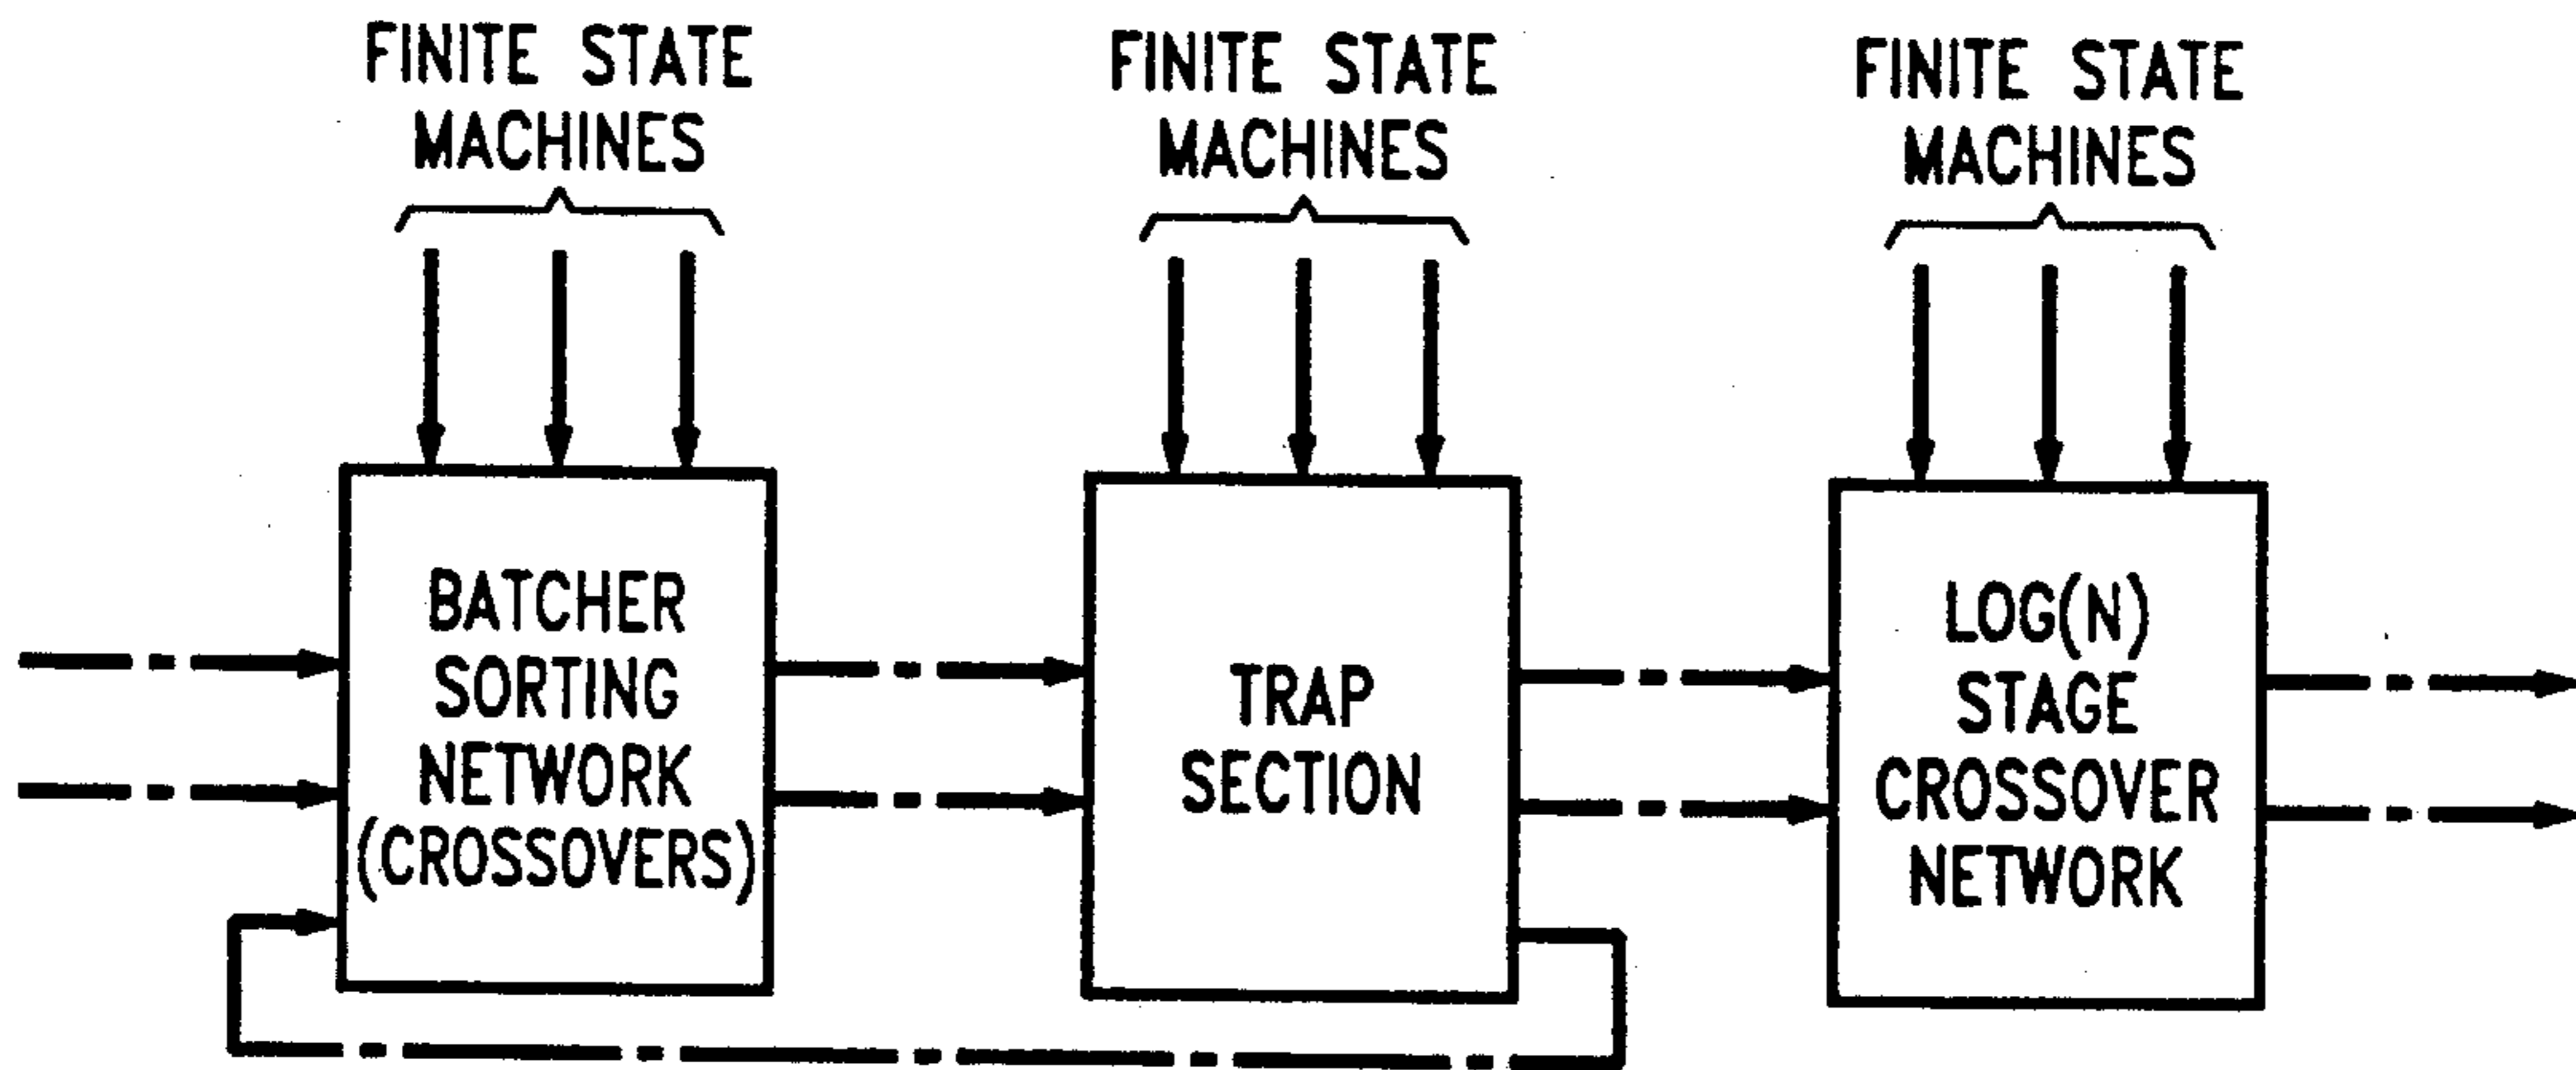 FINITE STATE
MACHINES
FINITE STATE
MACHINES
FINITE STATE
MACHINES
BATCHER
SORTING
NETWORK
(CROSSOVERS)
TRAP
SECTION
LOG(N)
STAGE
CROSSOVER
NETWORK